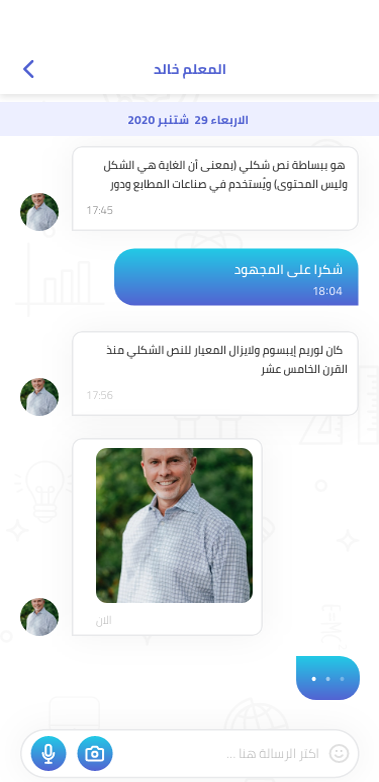 المعلم خالد
الاربعاء 29 شتنبر 2020
هو ببساطة نص شكلي (بمعنى أن الغاية هي الشكل
وليس المحتوى) ويُستخدم في صناعات المطابع ودور
17:45
شكرا على المجهود
18:04
كان لوريم إيبسوم ولايزال المعيار للنص الشكلي منذ
القرن الخامس عشر
17:56
الان
اكتر الرسالة هنا ...